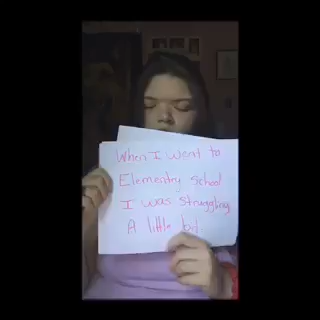 When I went to
Elementry School
I was struggling
A little bit.